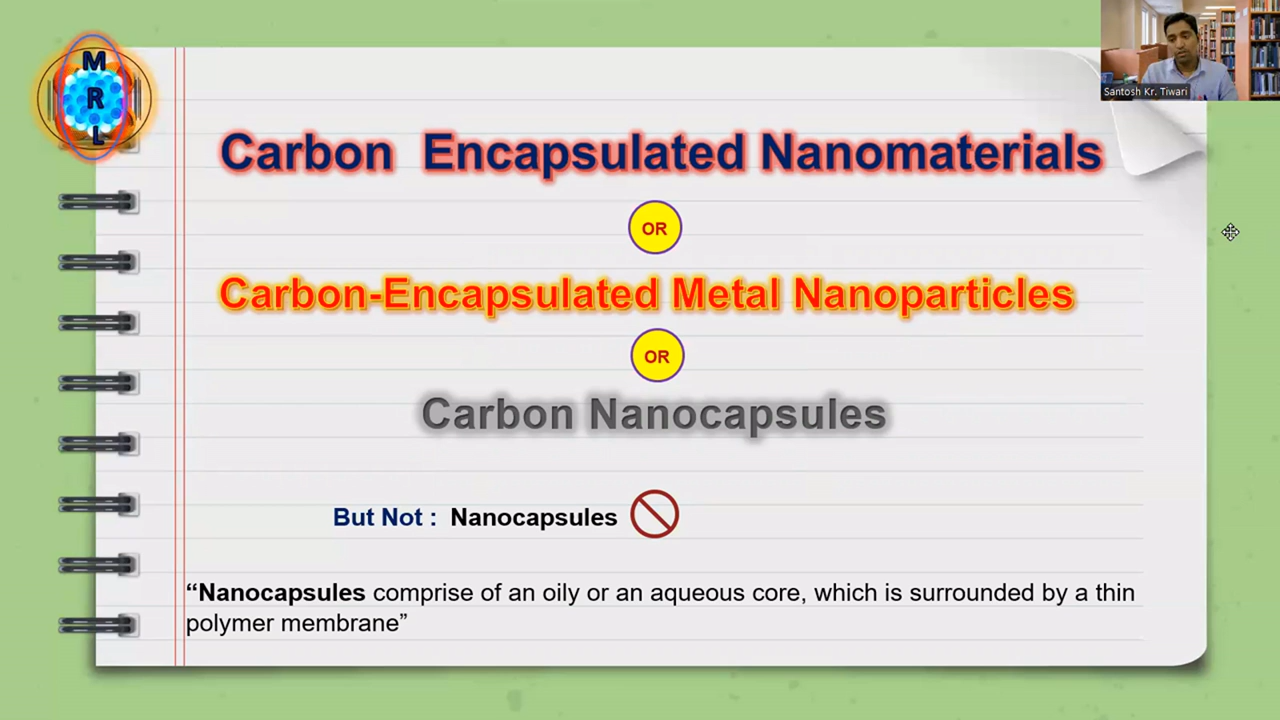 M
R
L
Santosh Kr. Tiwari
Carbon Encapsulated Nanomaterials
OR
Carbon-Encapsulated Metal Nanoparticles
OR
Carbon Nanocapsules
But Not : Nanocapsules
“Nanocapsules comprise of an oily or an aqueous core, which is surrounded by a thin
polymer membrane”